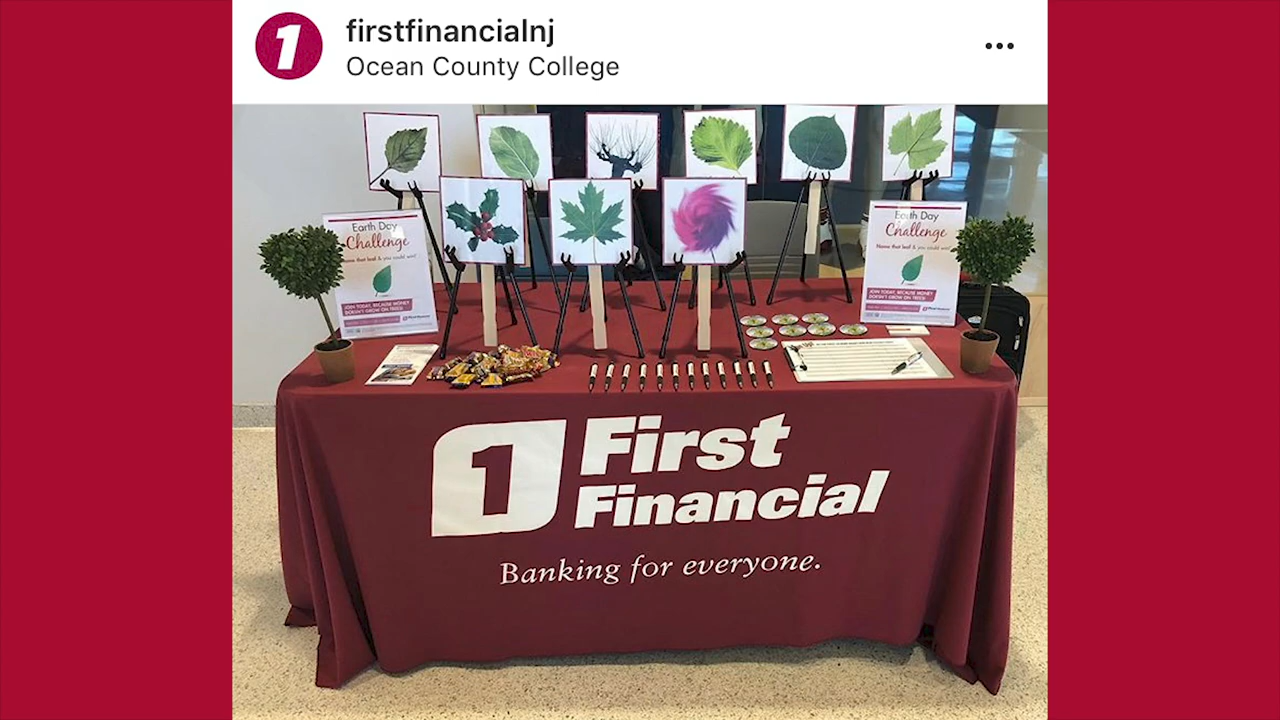 1
firstfinancialnj
Ocean County College
Earth Day
Challenge
Name that leaf & you could win!
JOIN TODAY, BECAUSE MONEY
DOESN'T GROW ON TREES!
Earth Day
Challenge
Name that leaf & you could win!
JOIN TODAY, BECAUSE MONEY
DOESN'T GROW ON TREES!
1 First
Financial
Banking for everyone.